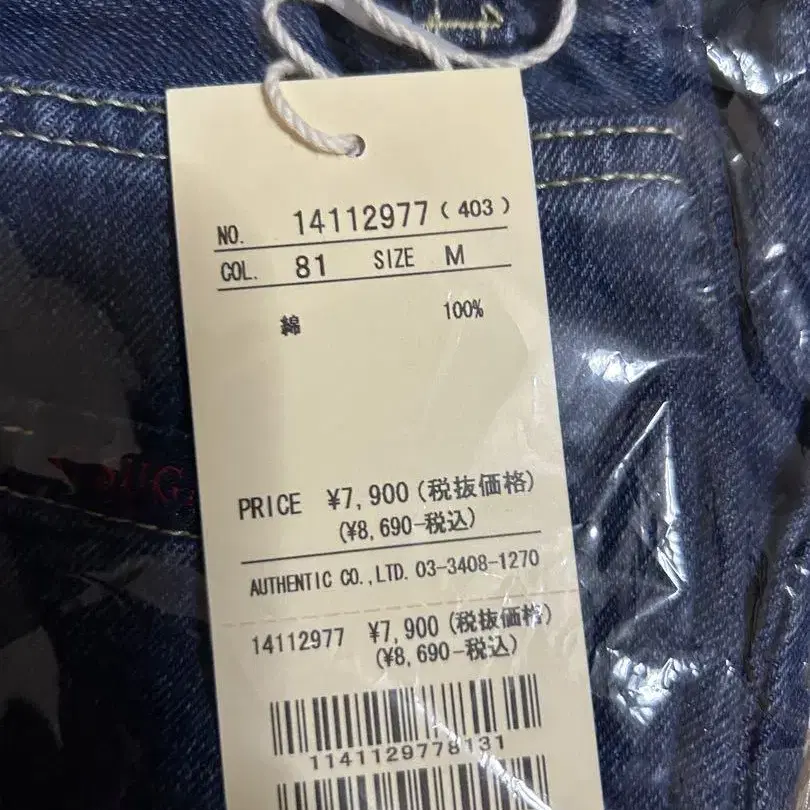 NO. 14112977 (403)
COL. 81 SIZE M
綿 100%
PRICE ¥7,900 (税抜価格)
(¥8,690-税込)
AUTHENTIC CO.,LTD. 03-3408-1270
14112977 ¥7,900 (税抜価格)
(¥8,690-税込)
1141129778131